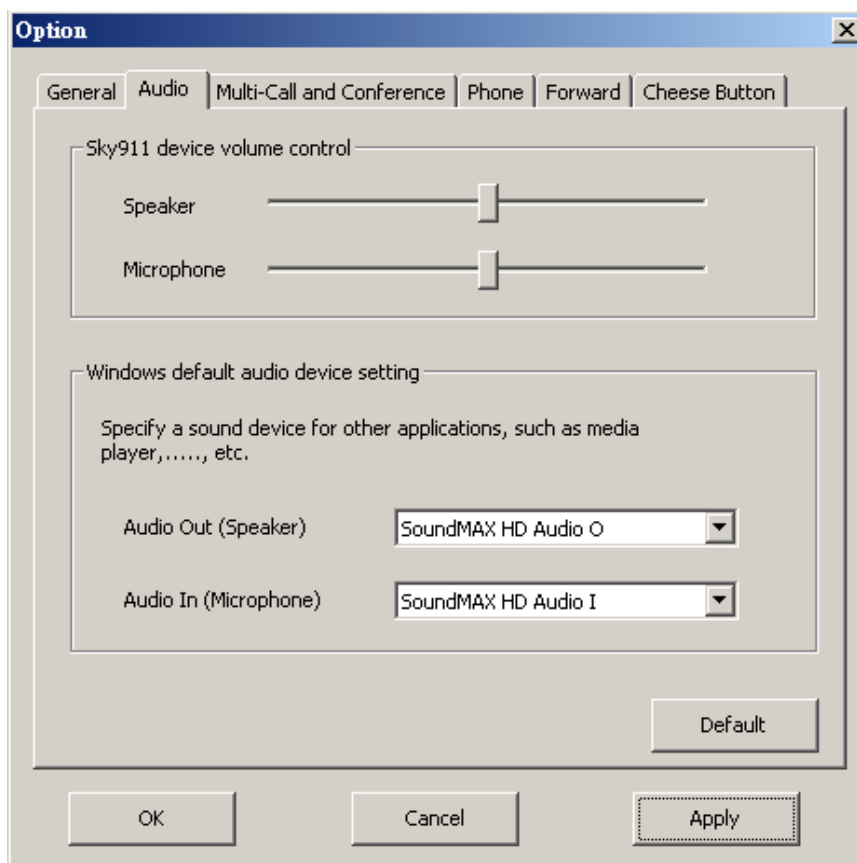 Option
General Audio Multi-Call and Conference Phone Forward Cheese Button
Sky911 device volume control
Speaker
Microphone
Windows default audio device setting
Specify a sound device for other applications, such as media
player,....., etc.
Audio Out (Speaker) SoundMAX HD Audio O
Audio In (Microphone) SoundMAX HD Audio I
Default
OK Cancel Apply